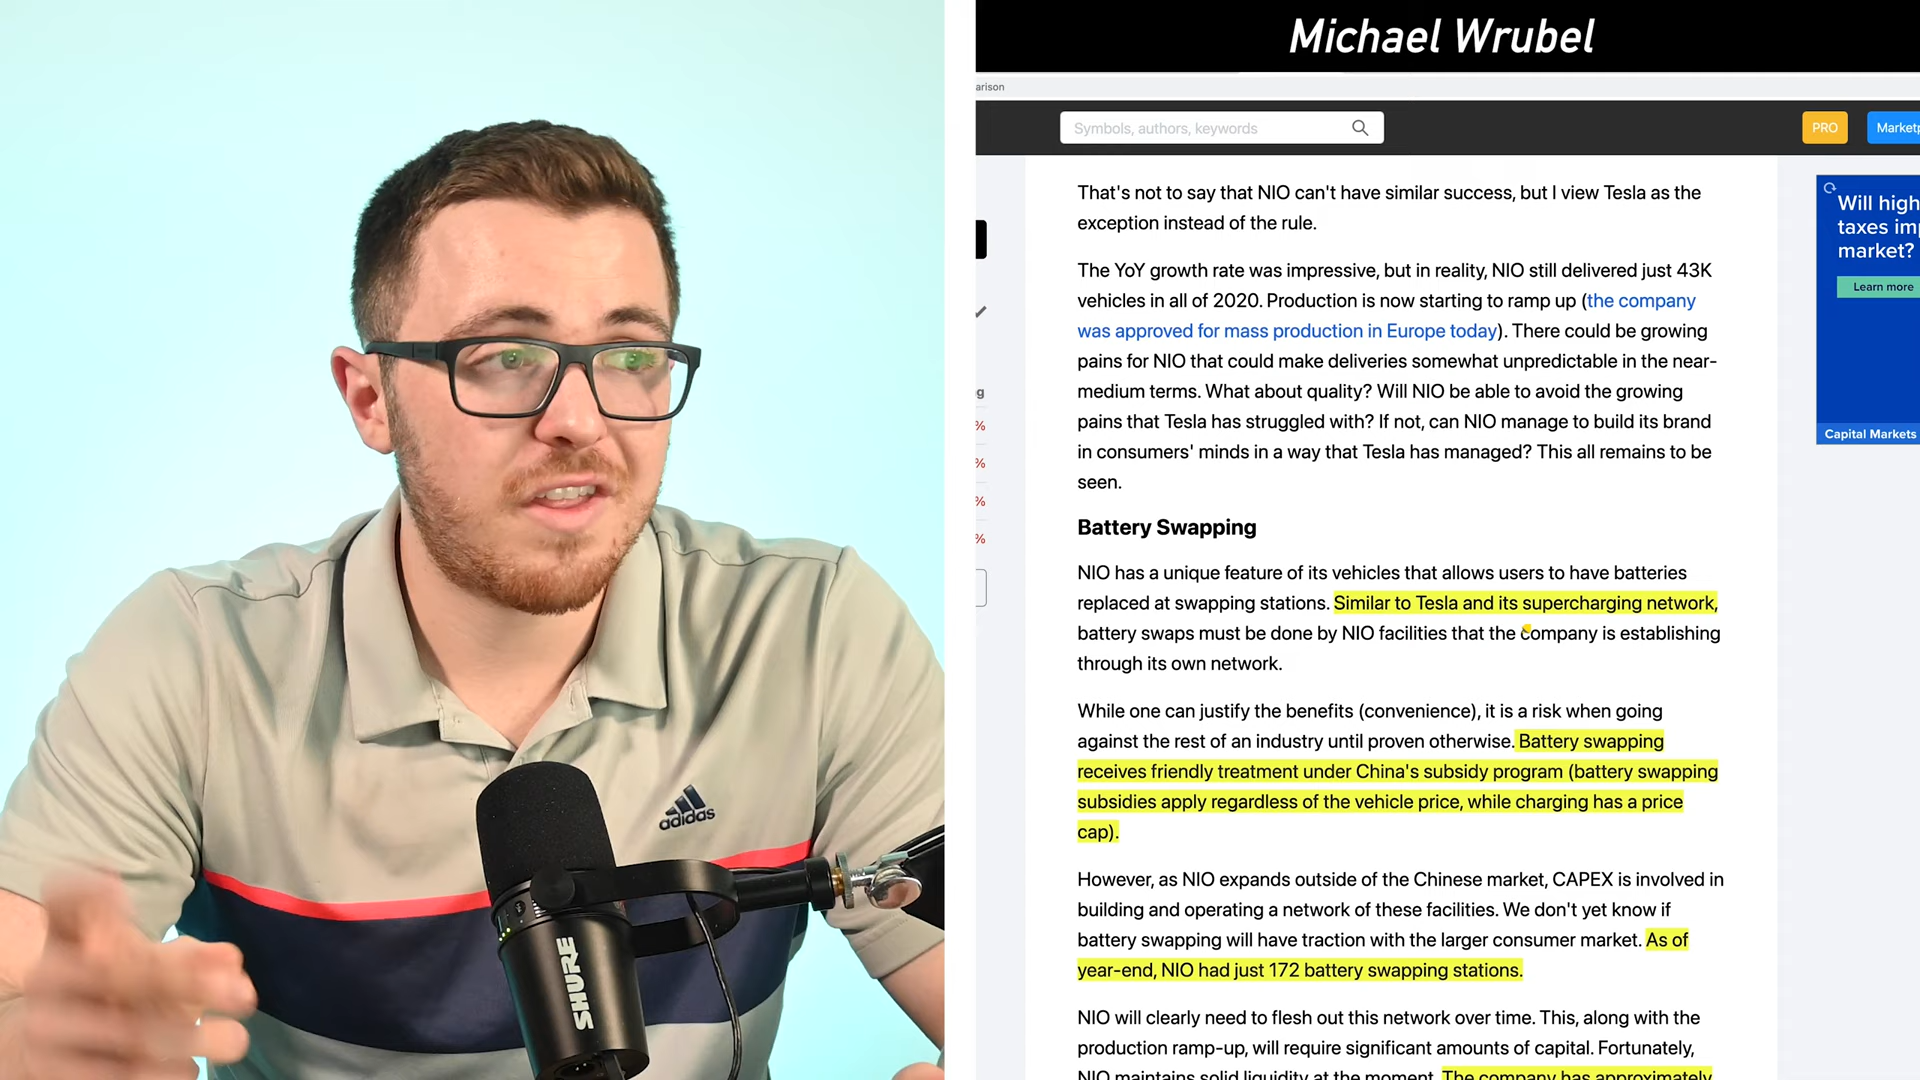 Michael Wrubel
arison
Symbols, authors, keywords
PRO
Marketp
That's not to say that NIO can't have similar success, but I view Tesla as the
exception instead of the rule.
The YoY growth rate was impressive, but in reality, NIO still delivered just 43K
vehicles in all of 2020. Production is now starting to ramp up (the company
was approved for mass production in Europe today). There could be growing
pains for NIO that could make deliveries somewhat unpredictable in the near-
medium terms. What about quality? Will NIO be able to avoid the growing
pains that Tesla has struggled with? If not, can NIO manage to build its brand
in consumers' minds in a way that Tesla has managed? This all remains to be
seen.
Battery Swapping
NIO has a unique feature of its vehicles that allows users to have batteries
replaced at swapping stations. Similar to Tesla and its supercharging network,
battery swaps must be done by NIO facilities that the company is establishing
through its own network.
While one can justify the benefits (convenience), it is a risk when going
against the rest of an industry until proven otherwise. Battery swapping
receives friendly treatment under China's subsidy program (battery swapping
subsidies apply regardless of the vehicle price, while charging has a price
cap).
However, as NIO expands outside of the Chinese market, CAPEX is involved in
building and operating a network of these facilities. We don't yet know if
battery swapping will have traction with the larger consumer market. As of
year-end, NIO had just 172 battery swapping stations.
NIO will clearly need to flesh out this network over time. This, along with the
production ramp-up, will require significant amounts of capital. Fortunately,
NIO maintains solid liquidity at the moment. The company has approximately
g
%
%
%
%
Will high
taxes imp
market?
Learn more
Capital Markets
adidas
SHURE